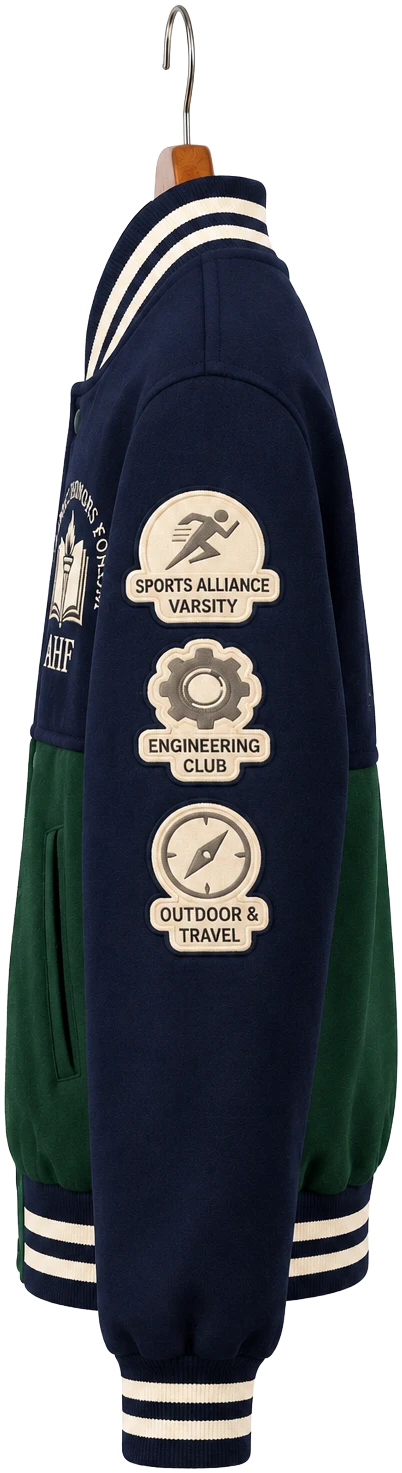 HONORS FORUM
AHF
SPORTS ALLIANCE
VARSITY
ENGINEERING
CLUB
OUTDOOR &
TRAVEL